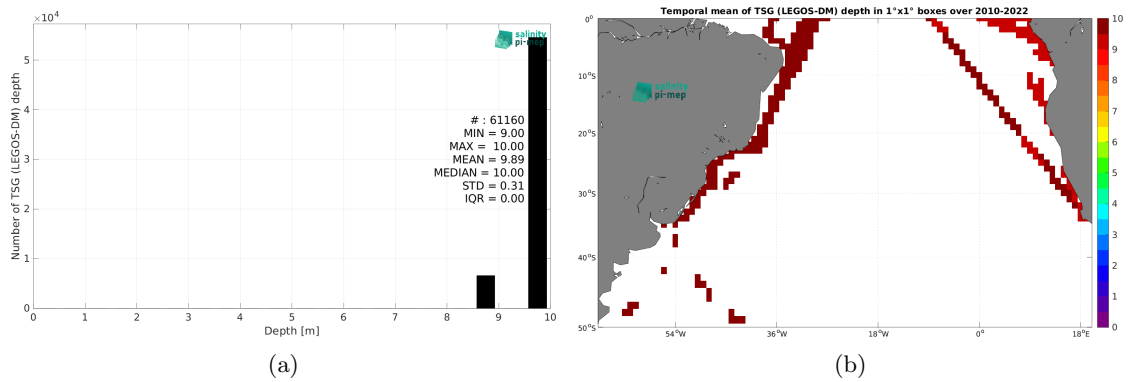 ×10⁴
5
4
3
2
1
0
Number of TSG (LEGOS-DM) depth
salinity
pi-mep
# : 61160
MIN = 9.00
MAX = 10.00
MEAN = 9.89
MEDIAN = 10.00
STD = 0.31
IQR = 0.00
0 1 2 3 4 5 6 7 8 9 10
Depth [m]
(a)
Temporal mean of TSG (LEGOS-DM) depth in 1°x1° boxes over 2010-2022
0°
10°S
20°S
30°S
40°S
50°S
salinity
pi-mep
54°W 36°W 18°W 0° 18°E
10
9
8
7
6
5
4
3
2
1
0
(b)